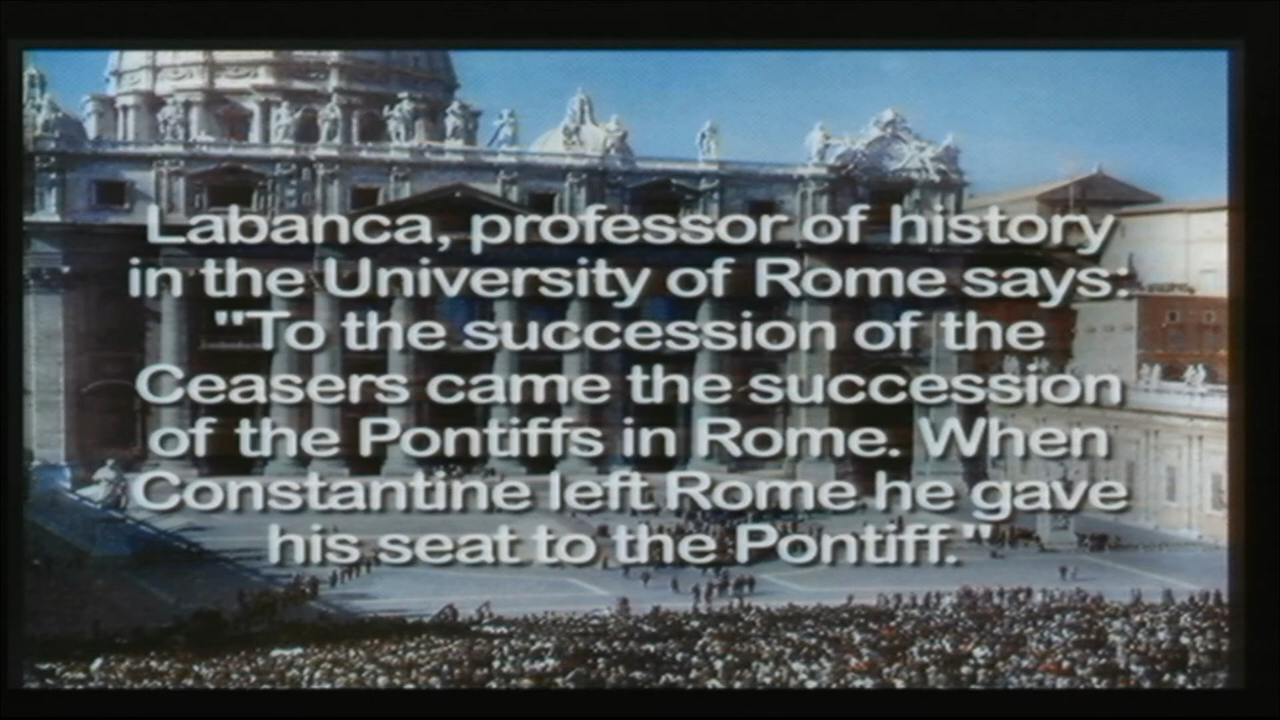 Labanca, professor of history
in the University of Rome says:
"To the succession of the
Ceasers came the succession
of the Pontiffs in Rome. When
Constantine left Rome he gave
his seat to the Pontiff."